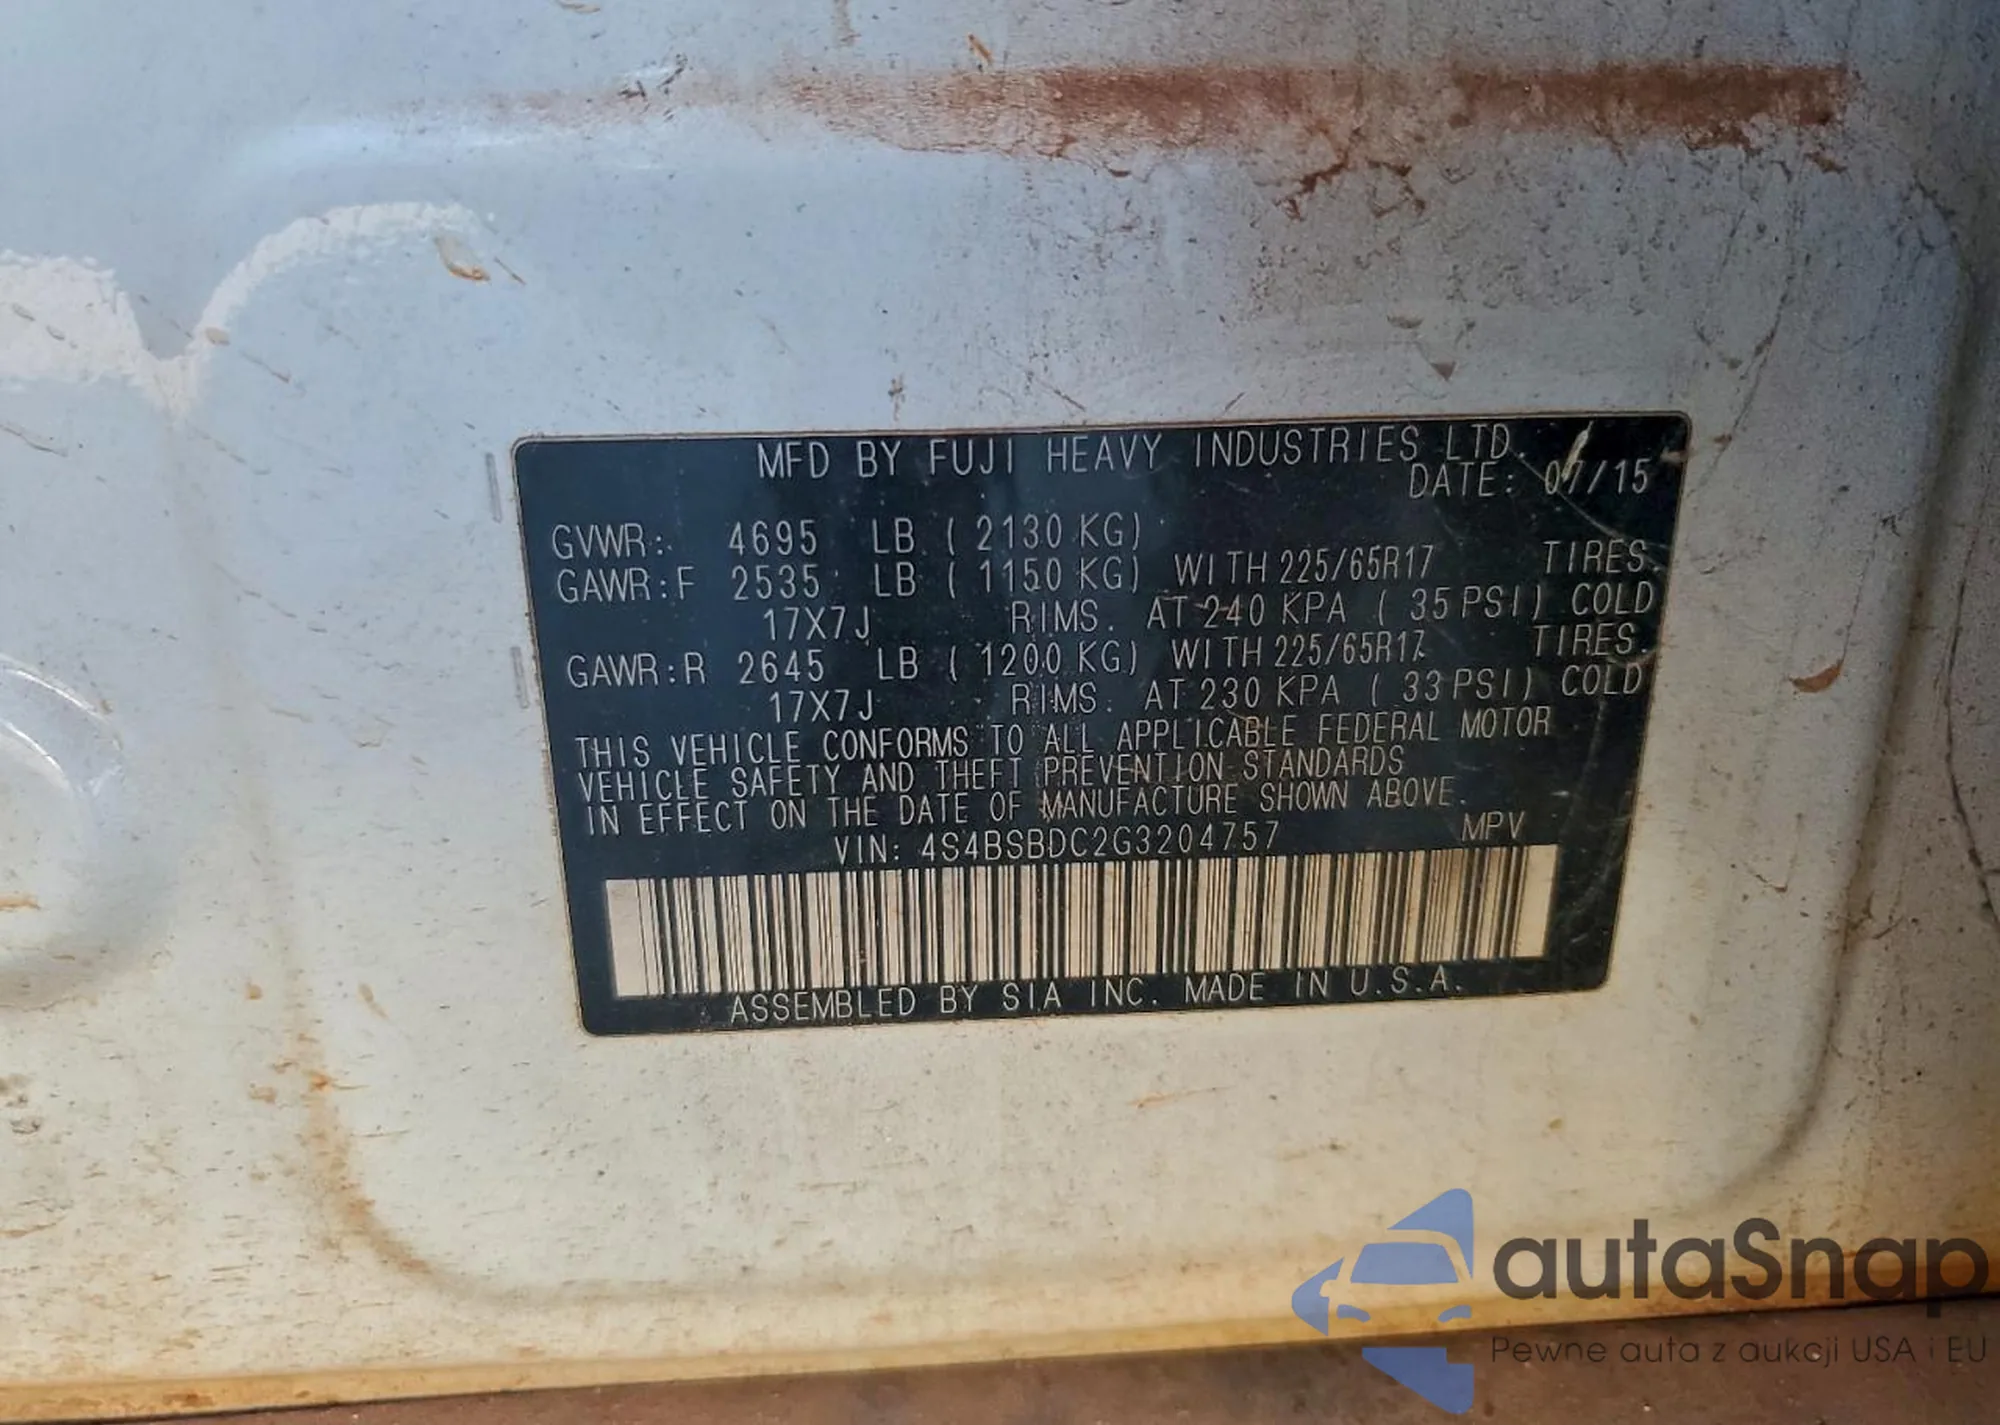 MFD BY FUJI HEAVY INDUSTRIES LTD.
DATE: 07/15
GVWR: 4695 LB ( 2130 KG)
GAWR:F 2535 LB ( 1150 KG) WITH 225/65R17 TIRES.
17X7J RIMS. AT 240 KPA ( 35 PSI) COLD
GAWR:R 2645 LB ( 1200 KG) WITH 225/65R17 TIRES.
17X7J RIMS. AT 230 KPA ( 33 PSI) COLD
THIS VEHICLE CONFORMS TO ALL APPLICABLE FEDERAL MOTOR
VEHICLE SAFETY AND THEFT PREVENTION STANDARDS
IN EFFECT ON THE DATE OF MANUFACTURE SHOWN ABOVE.
VIN: 4S4BSBDC2G3204757 MPV
ASSEMBLED BY SIA INC. MADE IN U.S.A.
autaSnap
Pewne auta z aukcji USA i EU